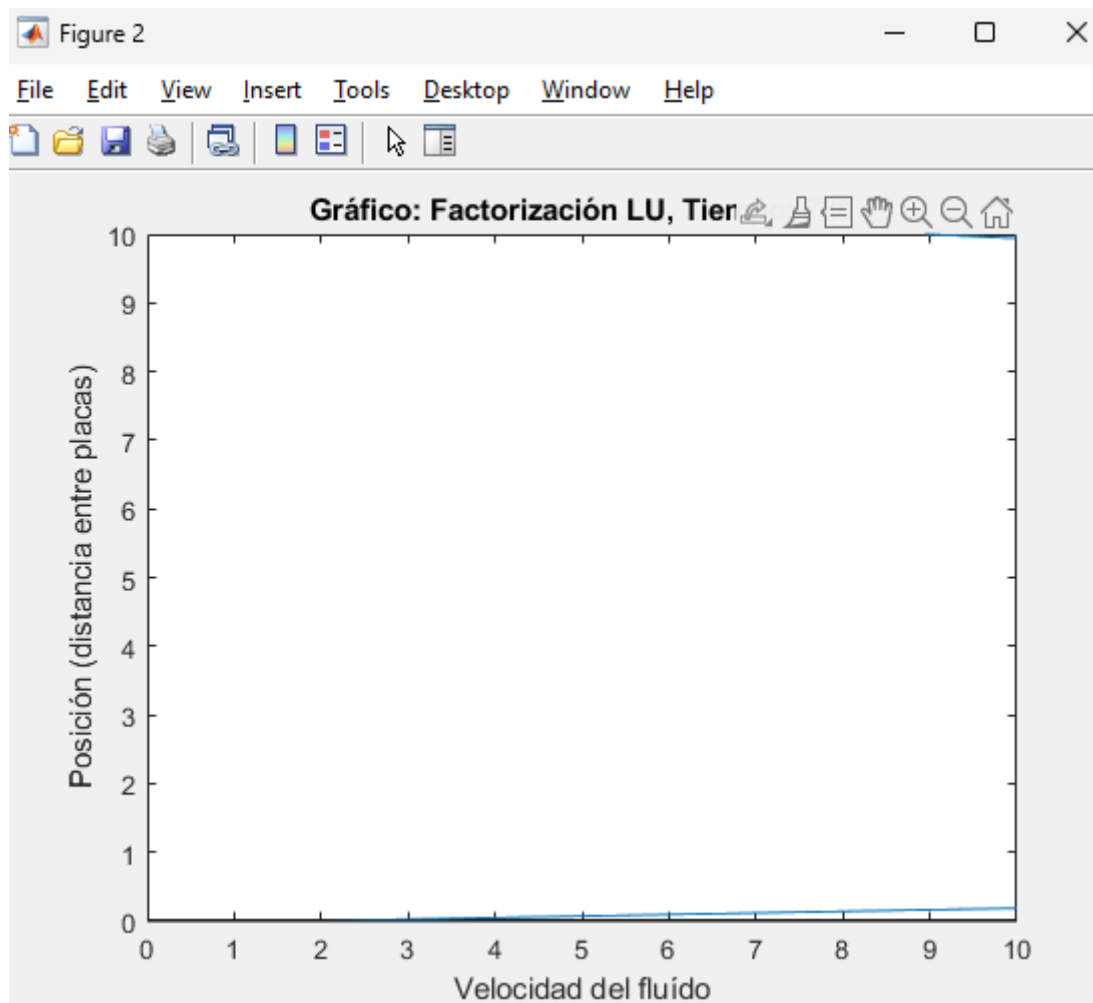 Figure 2
File Edit View Insert Tools Desktop Window Help
Gráfico: Factorización LU,
10
9
8
7
6
5
4
3
2
1
0
Posición (distancia entre placas)
0 1 2 3 4 5 6 7 8 9 10
Velocidad del fluído